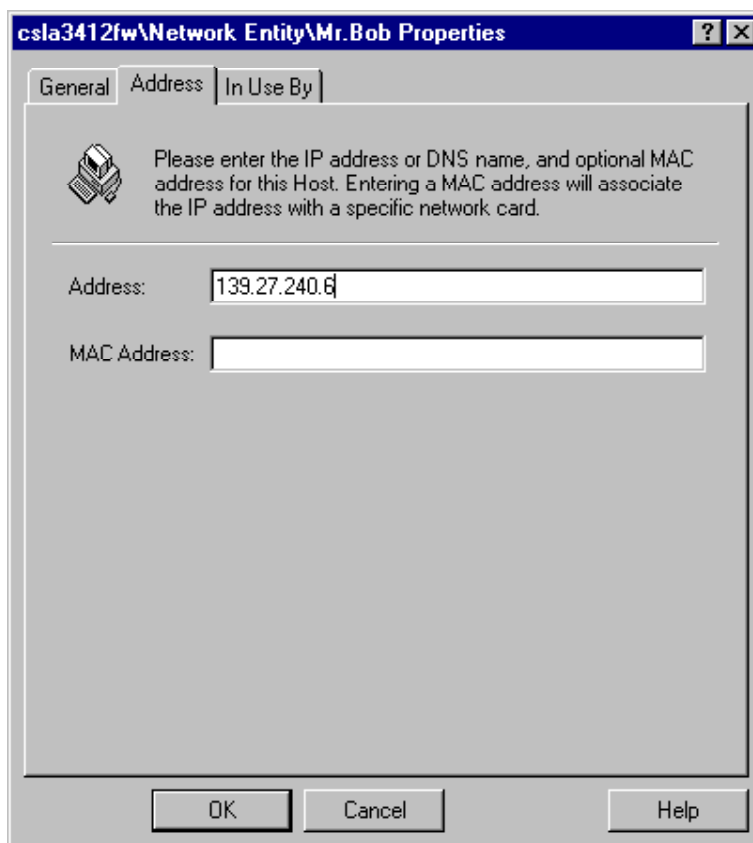 csla3412fw\Network Entity\Mr.Bob Properties
General Address In Use By
Please enter the IP address or DNS name, and optional MAC
address for this Host. Entering a MAC address will associate
the IP address with a specific network card.
Address: 139.27.240.6
MAC Address:
OK Cancel Help